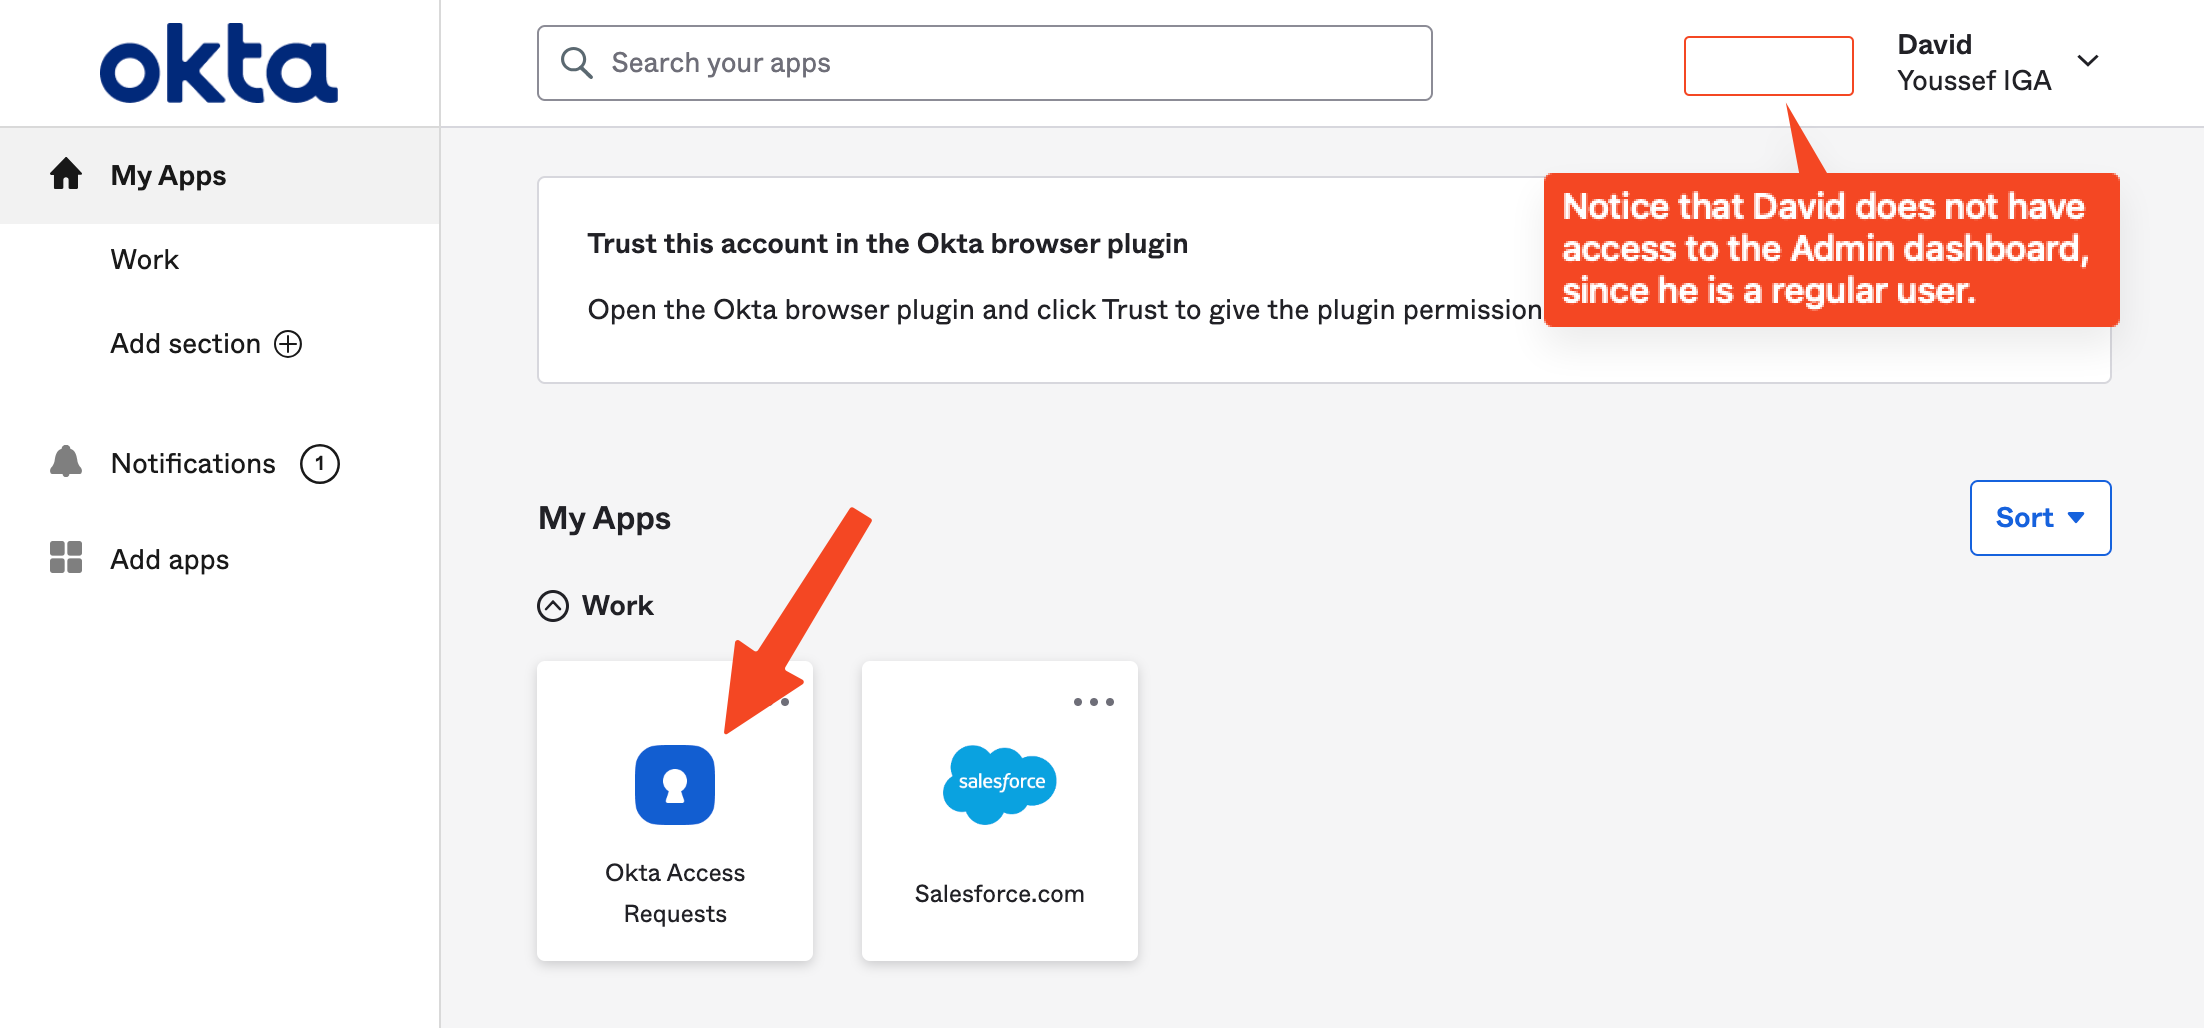 okta
Search your apps
David
Youssef IGA
My Apps
Work
Add section
Notifications 1
Add apps
Trust this account in the Okta browser plugin
Open the Okta browser plugin and click Trust to give the plugin permission
Notice that David does not have
access to the Admin dashboard,
since he is a regular user.
My Apps
Sort
Work
Okta Access
Requests
salesforce
Salesforce.com